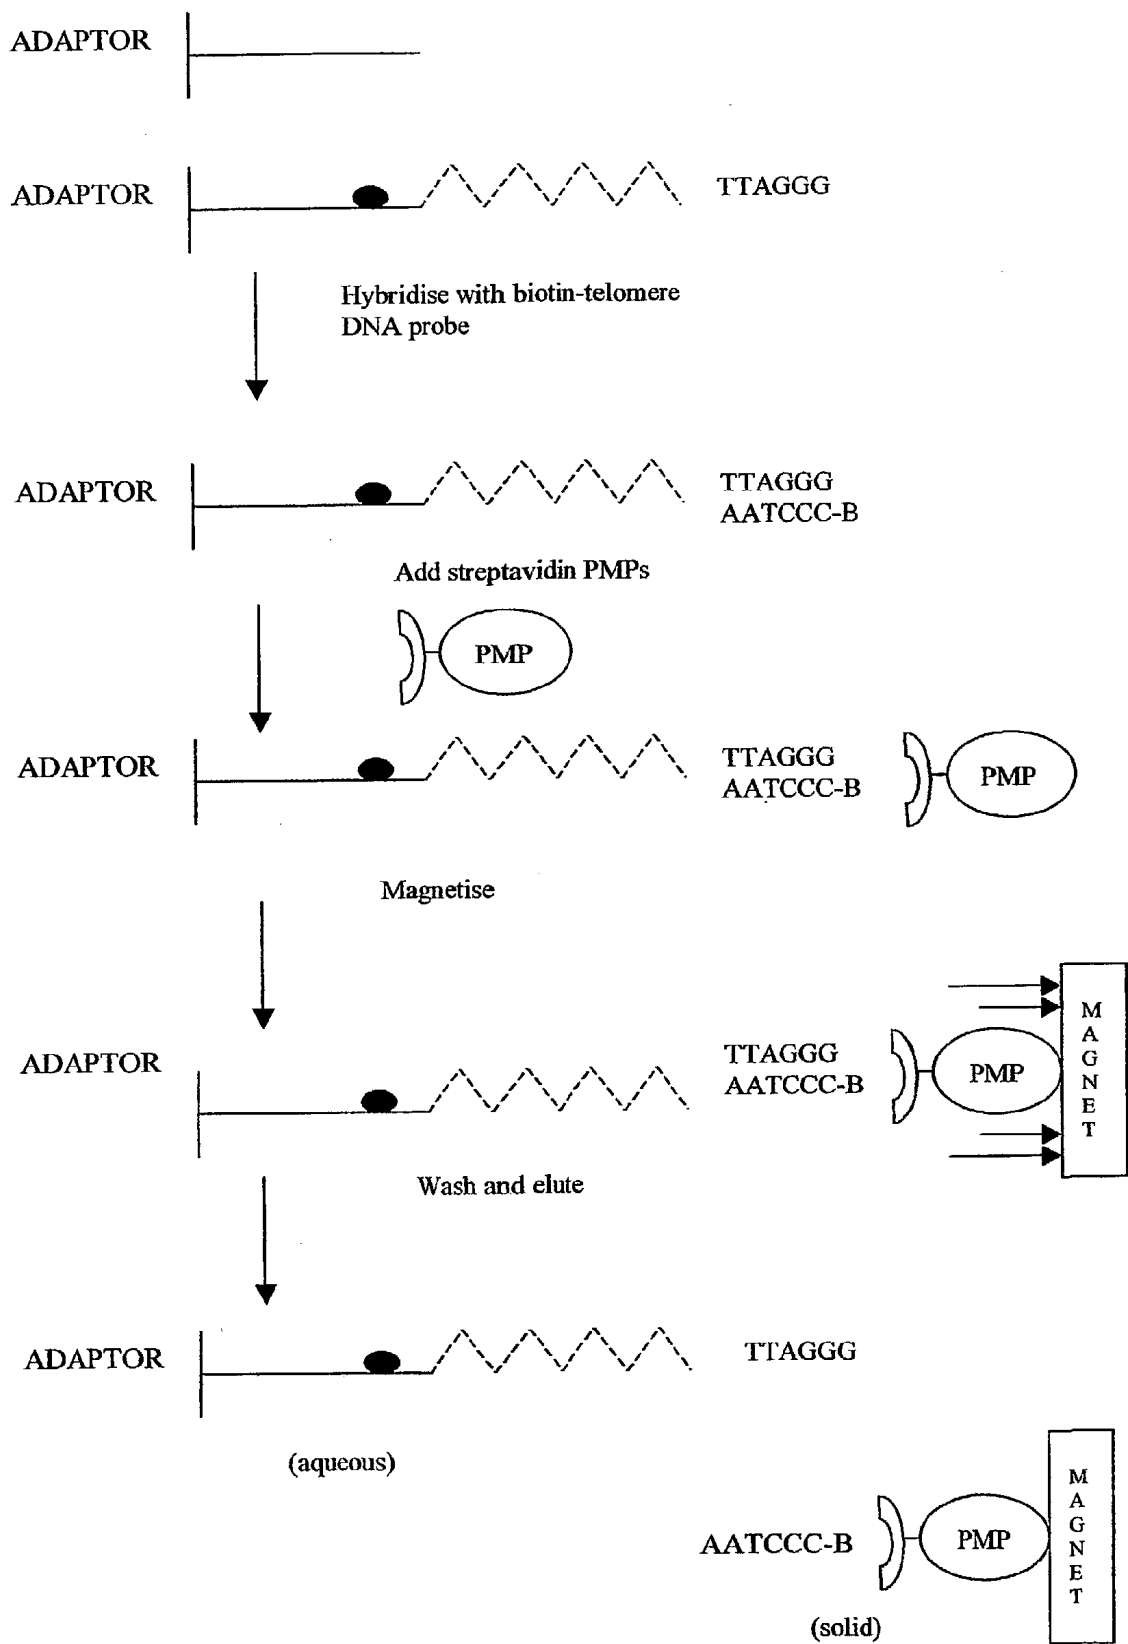 ADAPTOR
ADAPTOR
TTAGGG
Hybridise with biotin-telomere
DNA probe
ADAPTOR
TTAGGG
AATCCC-B
Add streptavidin PMPs
PMP
ADAPTOR
TTAGGG
AATCCC-B
PMP
Magnetise
ADAPTOR
TTAGGG
AATCCC-B
PMP
MAGNET
Wash and elute
ADAPTOR
TTAGGG
(aqueous)
AATCCC-B
PMP
MAGNET
(solid)